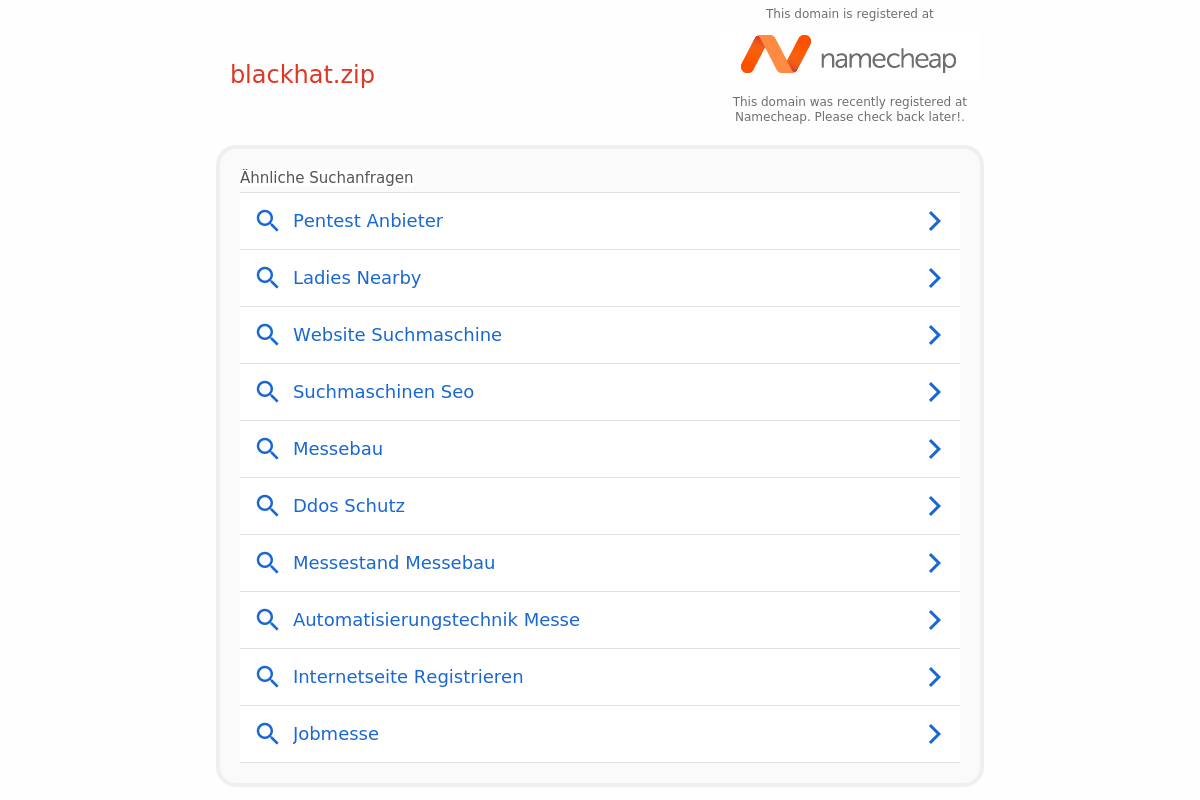 This domain is registered at
namecheap
blackhat.zip
This domain was recently registered at
Namecheap. Please check back later!.
Ähnliche Suchanfragen
Pentest Anbieter
Ladies Nearby
Website Suchmaschine
Suchmaschinen Seo
Messebau
Ddos Schutz
Messestand Messebau
Automatisierungstechnik Messe
Internetseite Registrieren
Jobmesse